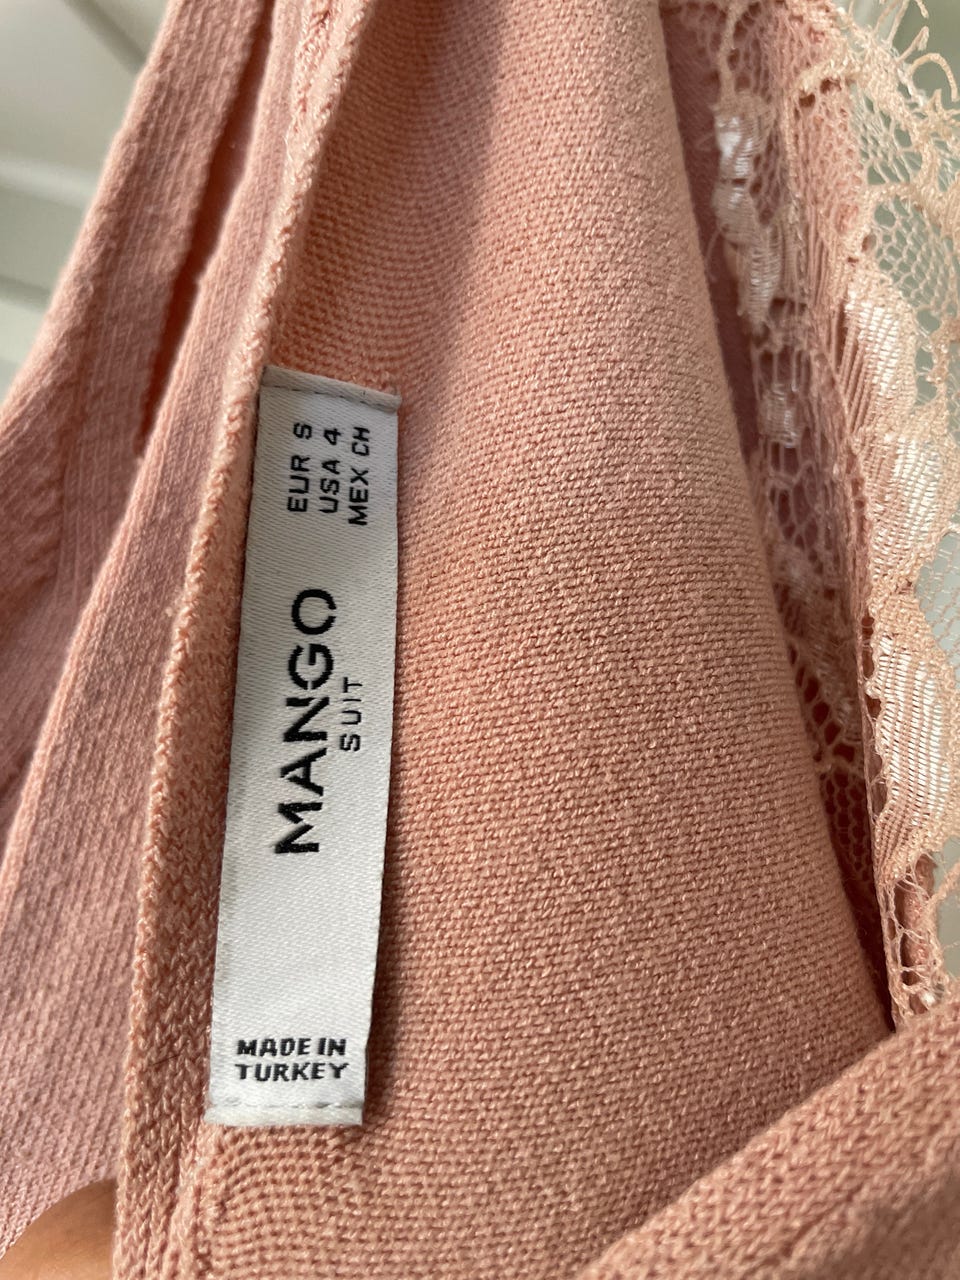 EUR S
USA 4
MEX CH
MANGO
SUIT
MADE IN
TURKEY